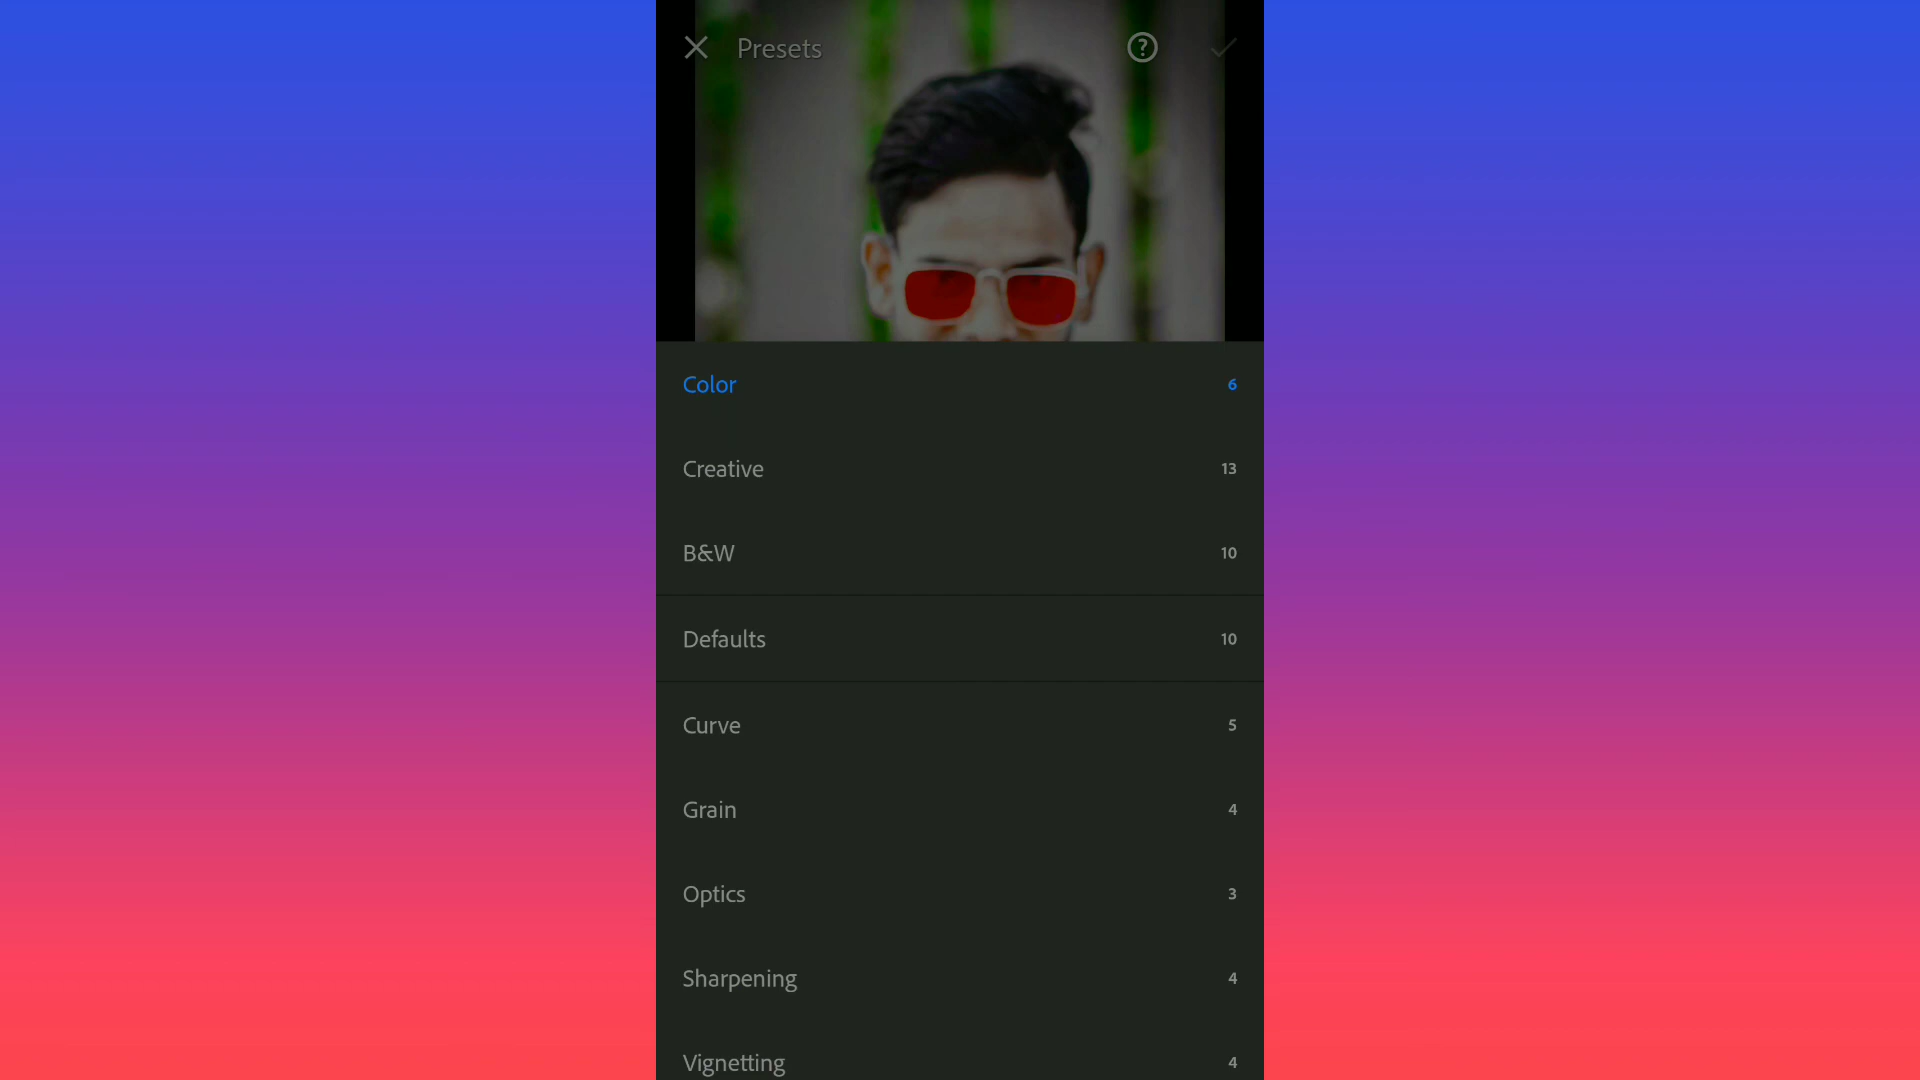 Presets
Color 6
Creative 13
B&W 10
Defaults 10
Curve 5
Grain 4
Optics 3
Sharpening 4
Vignetting 4